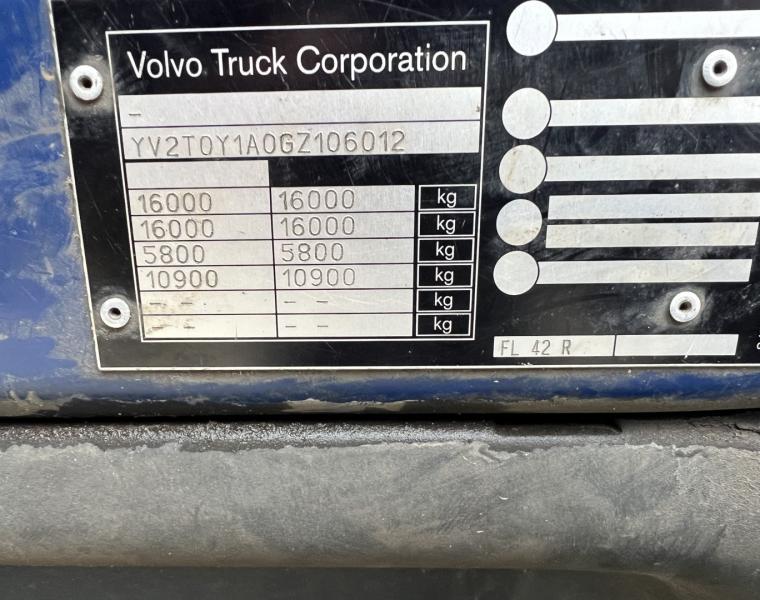 Volvo Truck Corporation
–
YV2T0Y1A0GZ106012
16000 16000 kg
16000 16000 kg
5800 5800 kg
10900 10900 kg
– – – – kg
– – – – kg
FL 42 R